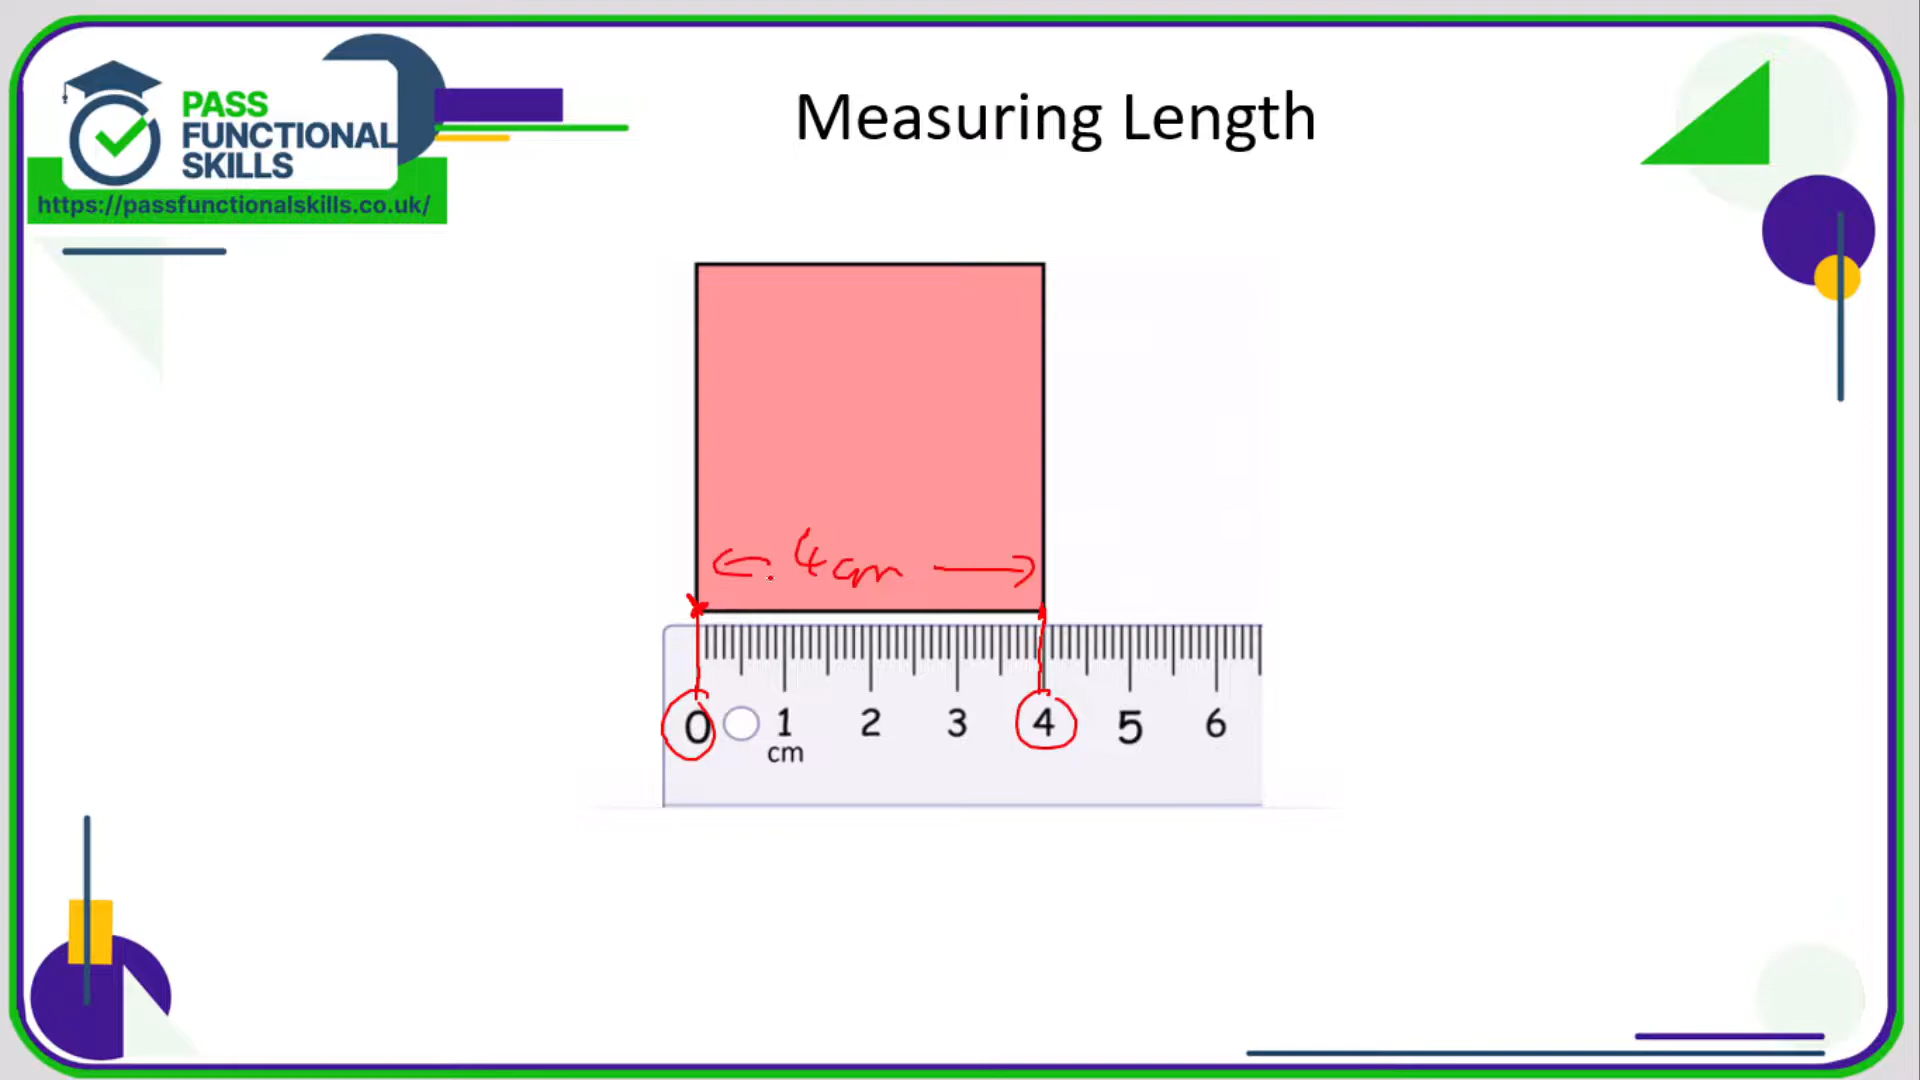 PASS
FUNCTIONAL
SKILLS
https://passfunctionalskills.co.uk/
Measuring Length
4cm
0 1 2 3 4 5 6
cm